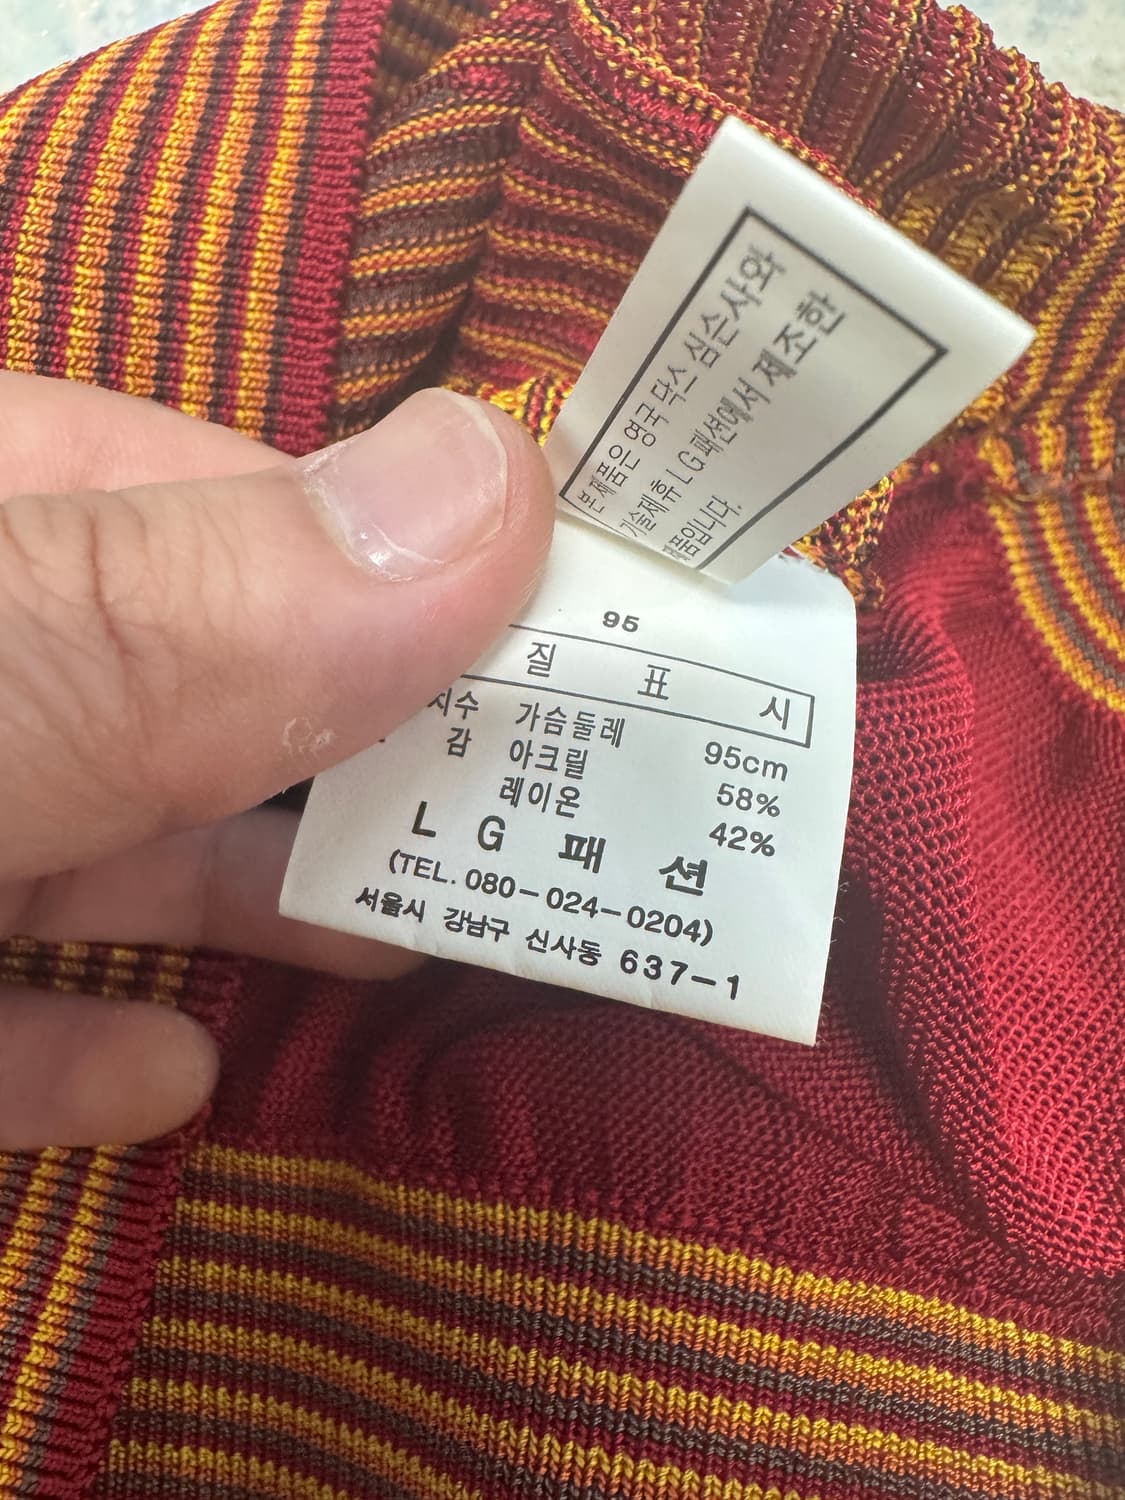 본 제품은 영국 닥스 심슨사와
기술제휴 LG패션에서 제조한
제품입니다.
95
질 표 시
치수 가슴둘레 95cm
감 아크릴 58%
레이온 42%
LG 패션
(TEL. 080-024-0204)
서울시 강남구 신사동 637-1